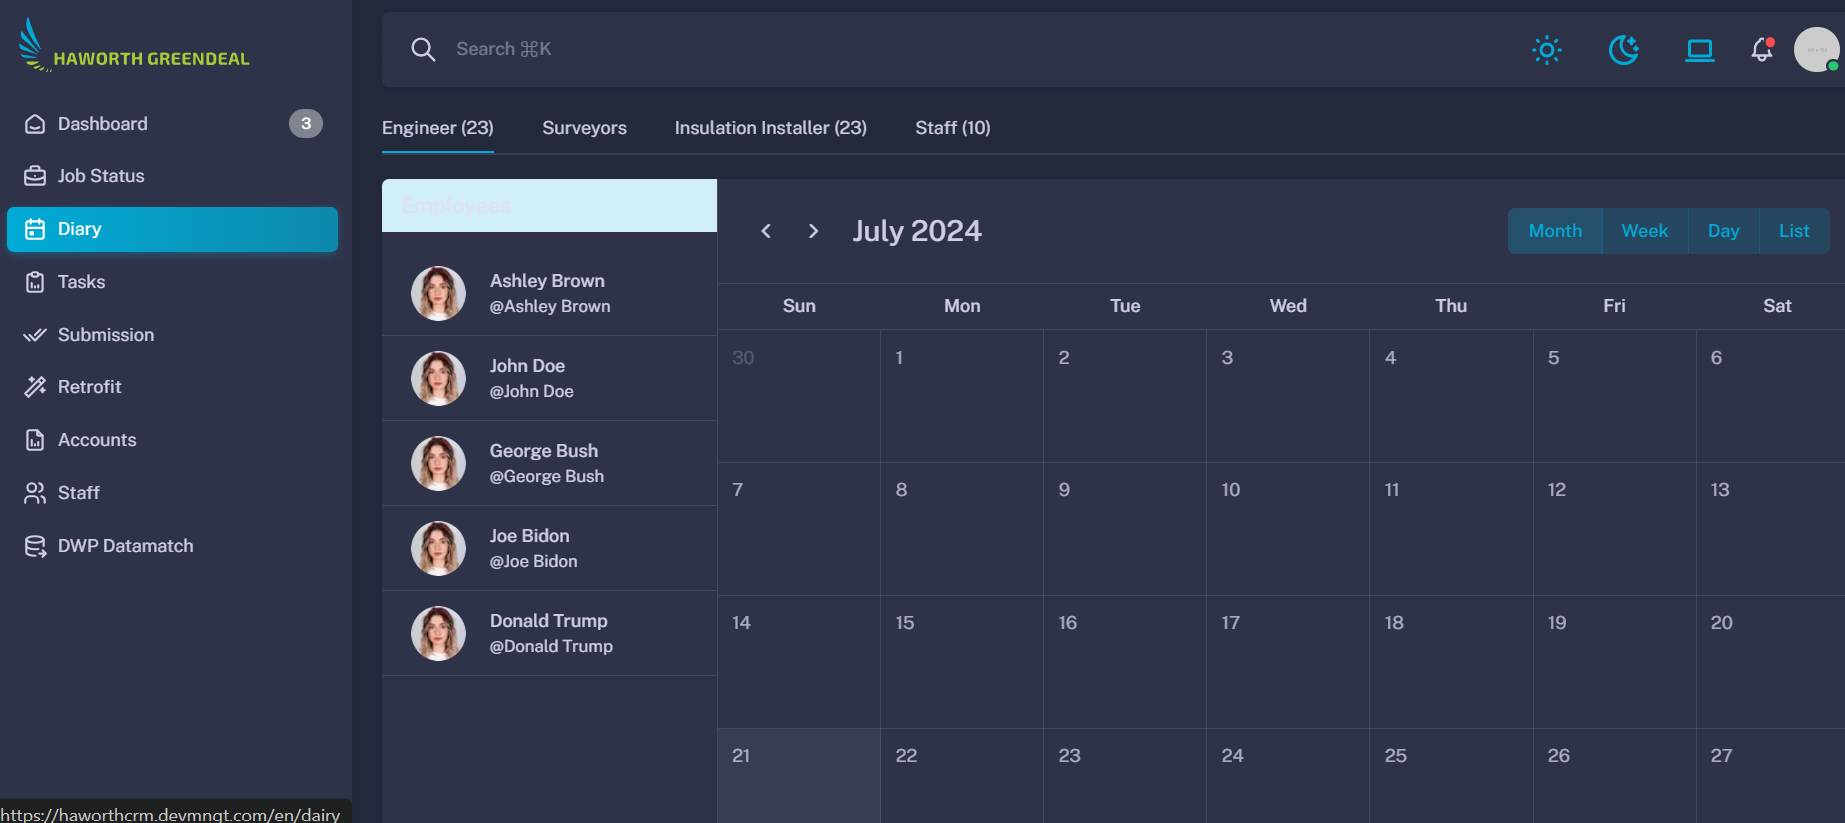 HAWORTH GREENDEAL
Dashboard
3
Job Status
Diary
Tasks
Submission
Retrofit
Accounts
Staff
DWP Datamatch
https://haworthcrm.devmngt.com/en/dairy
Search ⌘K
Engineer (23) Surveyors Insulation Installer (23) Staff (10)
Employees
Ashley Brown
@Ashley Brown
John Doe
@John Doe
George Bush
@George Bush
Joe Bidon
@Joe Bidon
Donald Trump
@Donald Trump
July 2024
Month Week Day List
Sun Mon Tue Wed Thu Fri Sat
30 1 2 3 4 5 6
7 8 9 10 11 12 13
14 15 16 17 18 19 20
21 22 23 24 25 26 27